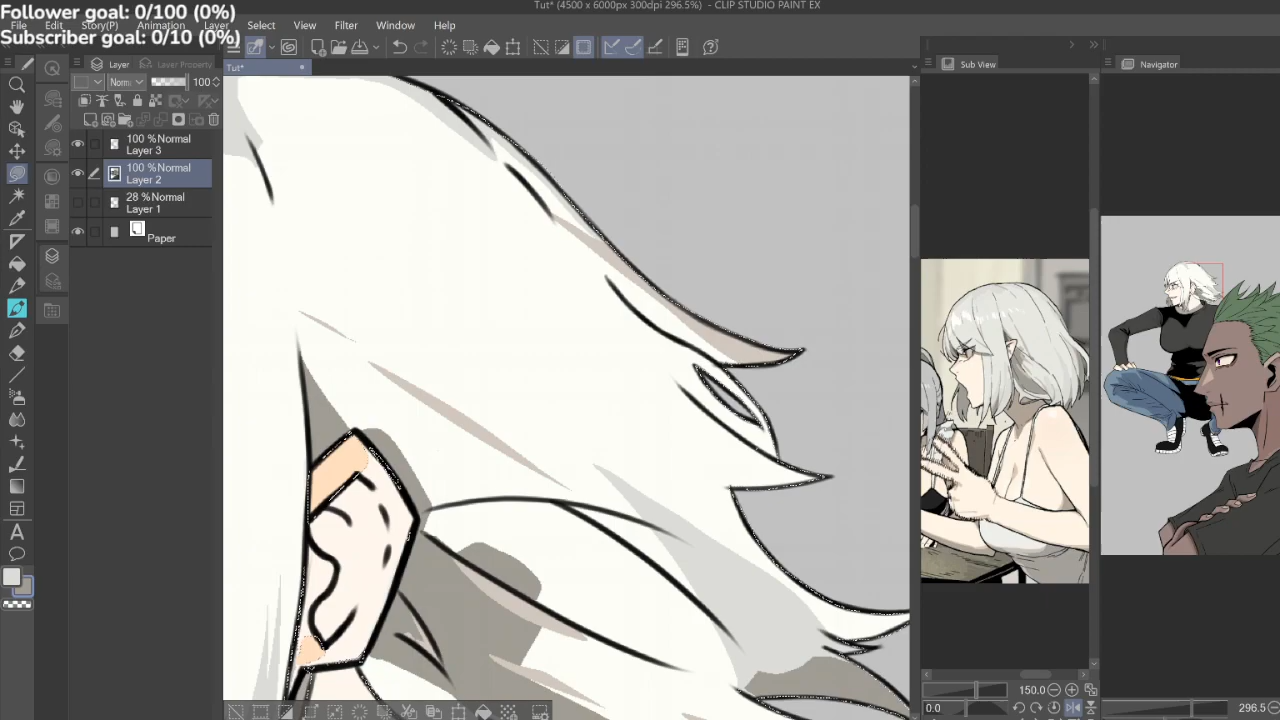 Follower goal: 0/100 (0%)
Subscriber goal: 0/10 (0%)
Tut* (4500 x 6000px 300dpi 296.5%) - CLIP STUDIO PAINT EX
File Edit Story(P) Animation Layer Select View Filter Window Help
Tut*
Layer
Layer Property
Sub View
Navigator
Norm
100
100 %Normal
Layer 3
100 %Normal
Layer 2
28 %Normal
Layer 1
Paper
150.0
0.0
296.5